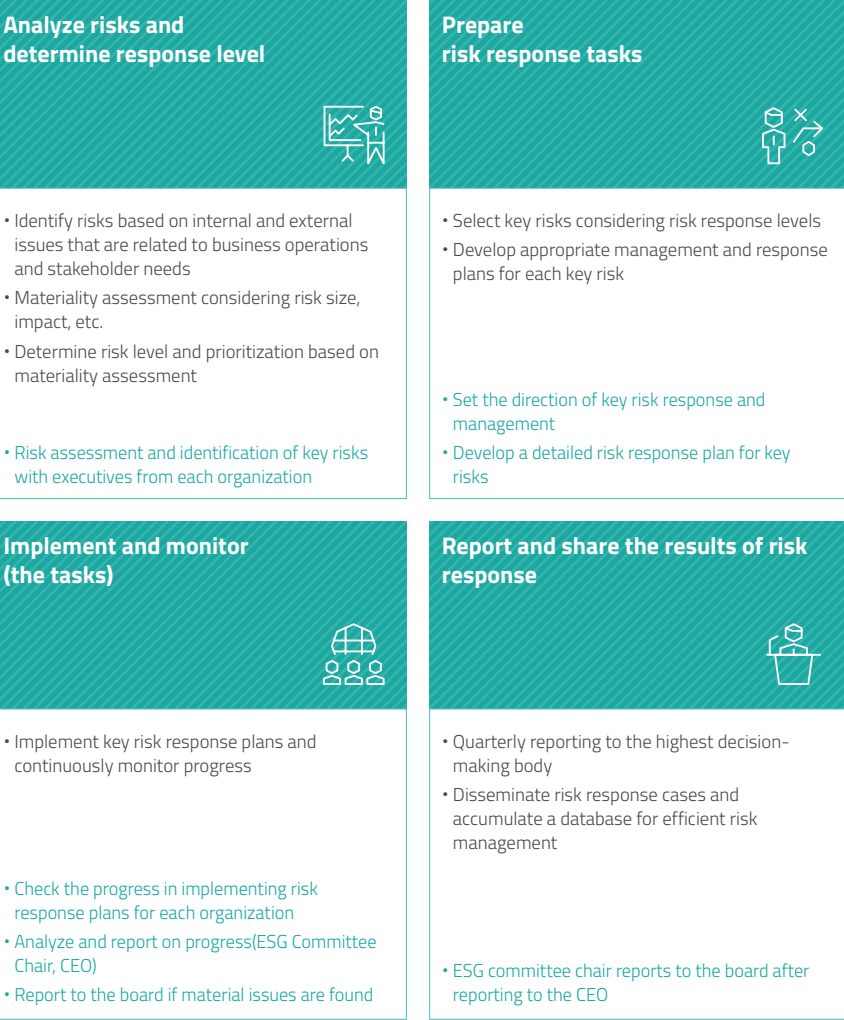 Analyze risks and
determine response level
• Identify risks based on internal and external
issues that are related to business operations
and stakeholder needs
• Materiality assessment considering risk size,
impact, etc.
• Determine risk level and prioritization based on
materiality assessment
• Risk assessment and identification of key risks
with executives from each organization
Prepare
risk response tasks
• Select key risks considering risk response levels
• Develop appropriate management and response
plans for each key risk
• Set the direction of key risk response and
management
• Develop a detailed risk response plan for key
risks
Implement and monitor
(the tasks)
• Implement key risk response plans and
continuously monitor progress
• Check the progress in implementing risk
response plans for each organization
• Analyze and report on progress(ESG Committee
Chair, CEO)
• Report to the board if material issues are found
Report and share the results of risk
response
• Quarterly reporting to the highest decision-
making body
• Disseminate risk response cases and
accumulate a database for efficient risk
management
• ESG committee chair reports to the board after
reporting to the CEO